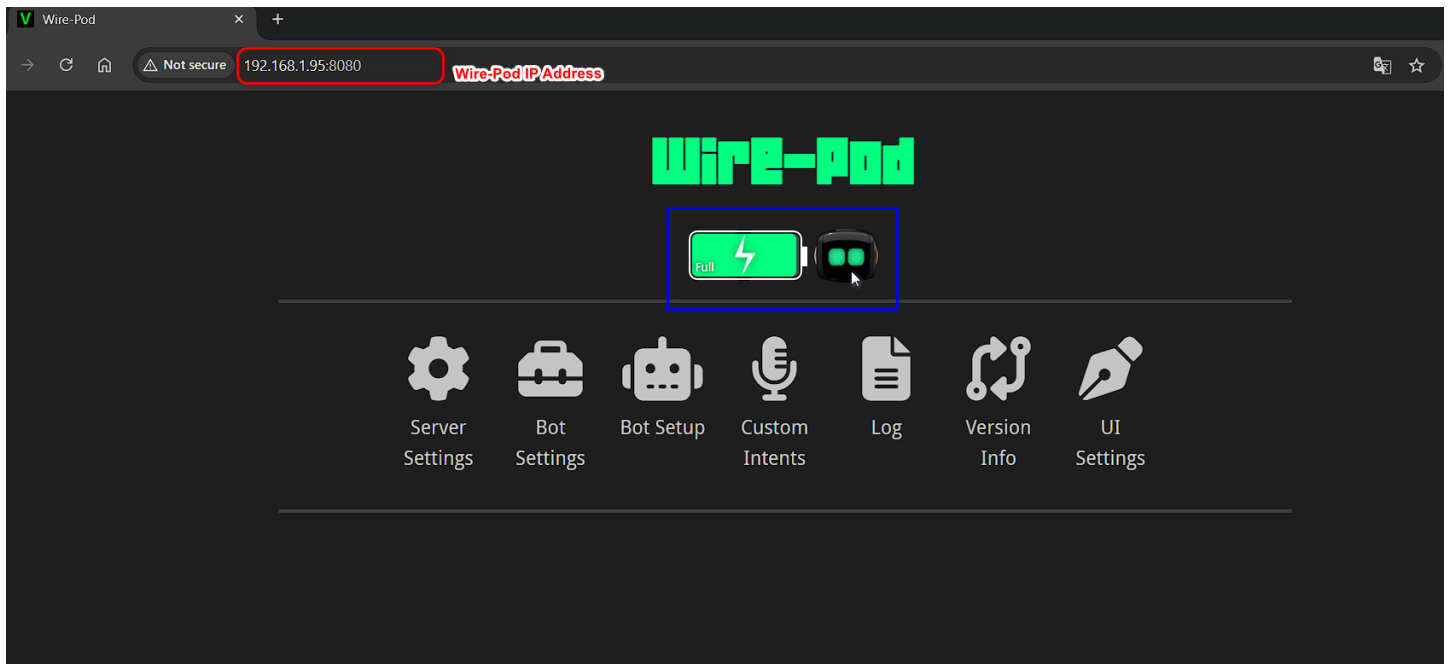 Wire-Pod
Not secure
192.168.1.95:8080
Wire-Pod IP Address
Wire-Pod
Full
Server Settings
Bot Settings
Bot Setup
Custom Intents
Log
Version Info
UI Settings